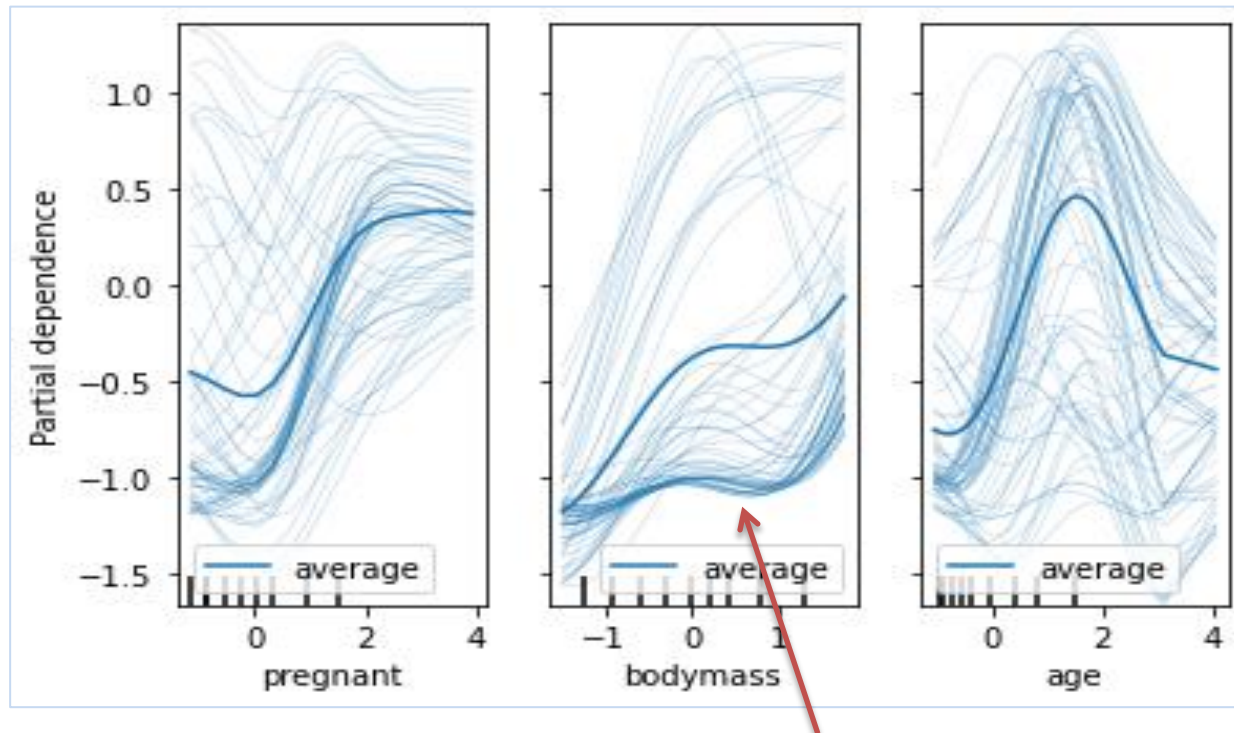 Partial dependence
1.0
0.5
0.0
−0.5
−1.0
−1.5
average
0 2 4
pregnant
average
−1 0 1
bodymass
average
0 2 4
age